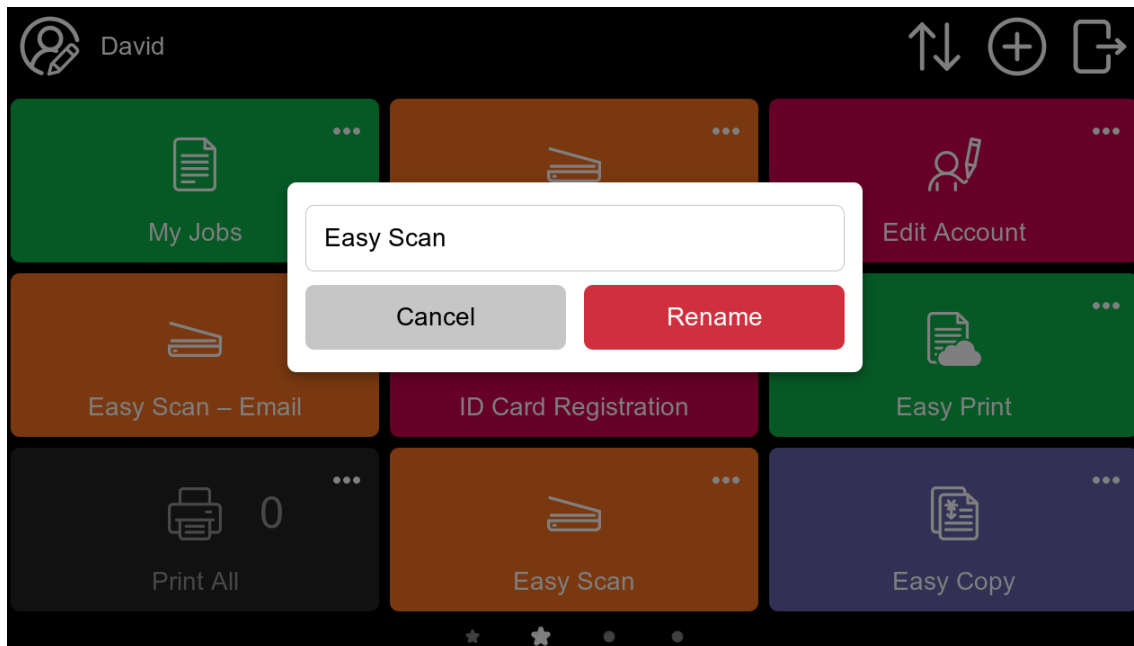 David
My Jobs
Edit Account
Easy Scan
Cancel
Rename
Easy Scan – Email
ID Card Registration
Easy Print
0
Print All
Easy Scan
Easy Copy